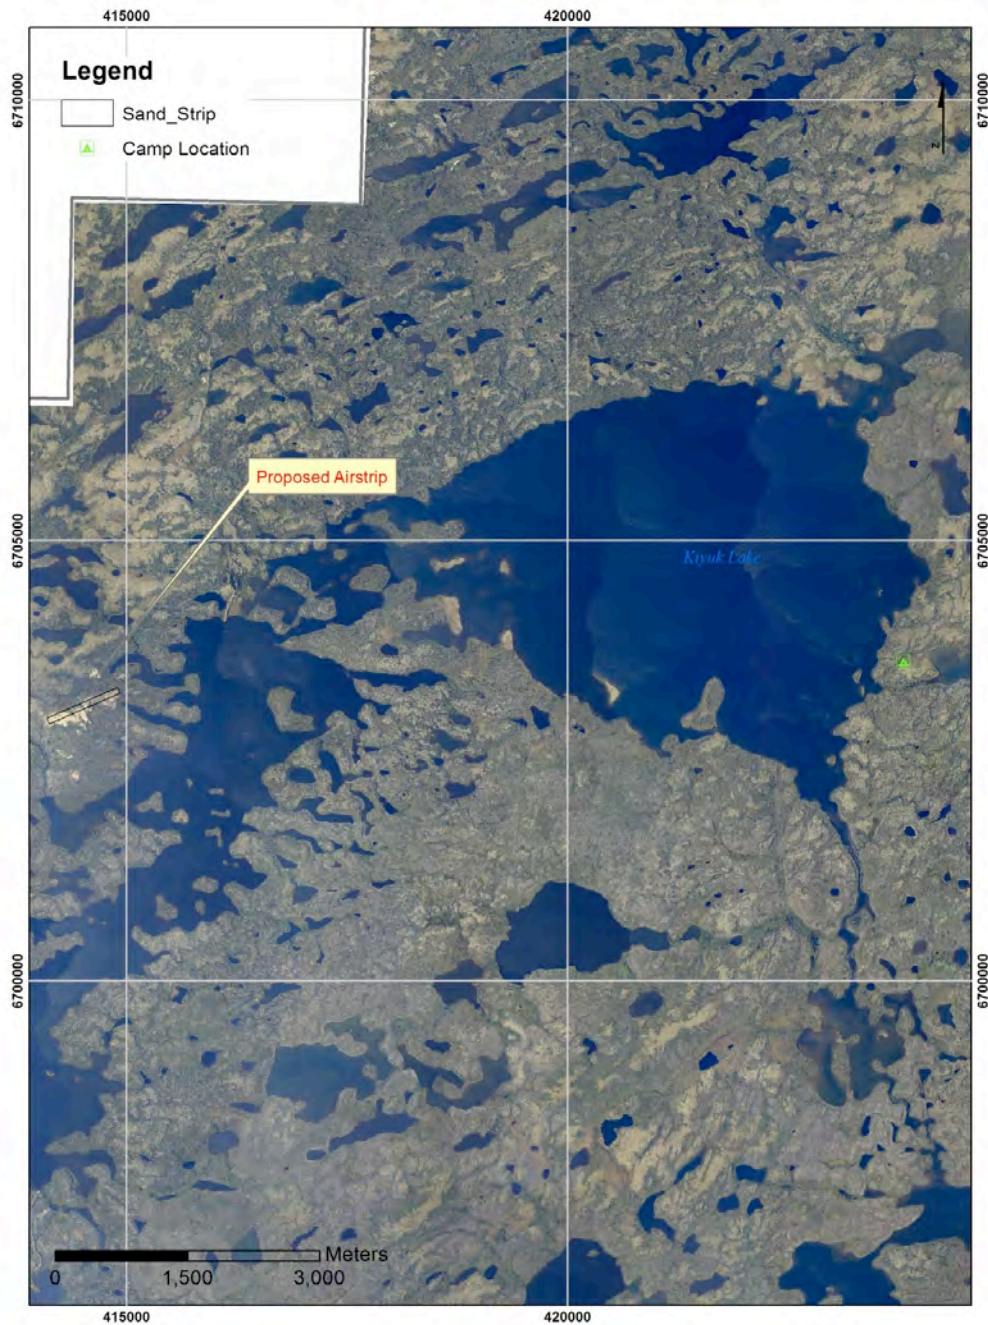 415000
420000
Legend
Sand_Strip
Camp Location
6710000
6710000
N
Proposed Airstrip
6705000
6705000
Kiyuk Lake
6700000
6700000
Meters
0
1,500
3,000
415000
420000